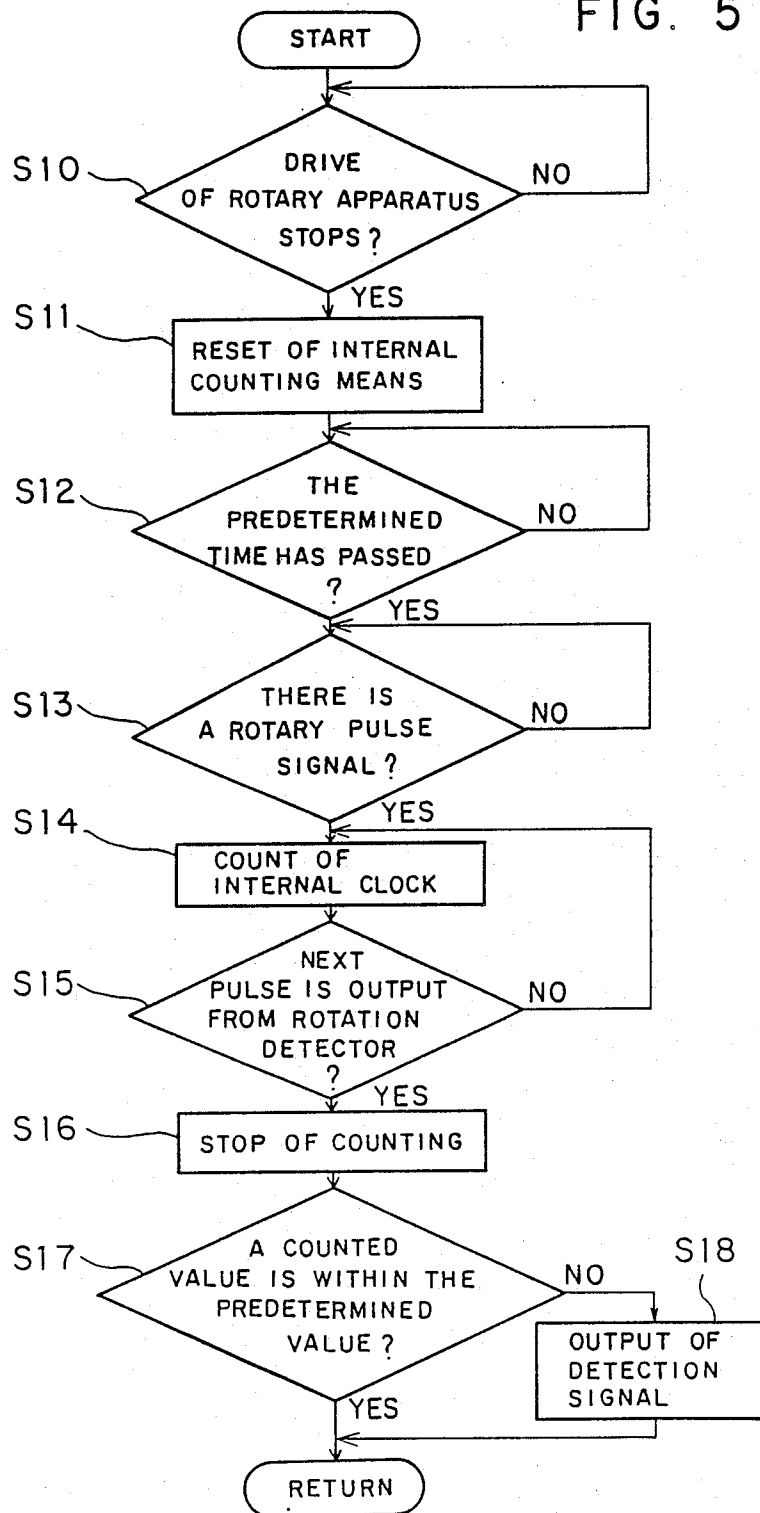 FIG. 5
START
S10
DRIVE
OF ROTARY APPARATUS
STOPS?
NO
YES
S11
RESET OF INTERNAL
COUNTING MEANS
S12
THE
PREDETERMINED
TIME HAS PASSED
?
NO
YES
S13
THERE IS
A ROTARY PULSE
SIGNAL?
NO
YES
S14
COUNT OF
INTERNAL CLOCK
S15
NEXT
PULSE IS OUTPUT
FROM ROTATION
DETECTOR
?
NO
YES
S16
STOP OF COUNTING
S17
A COUNTED
VALUE IS WITHIN THE
PREDETERMINED
VALUE?
NO
S18
OUTPUT OF
DETECTION
SIGNAL
YES
RETURN